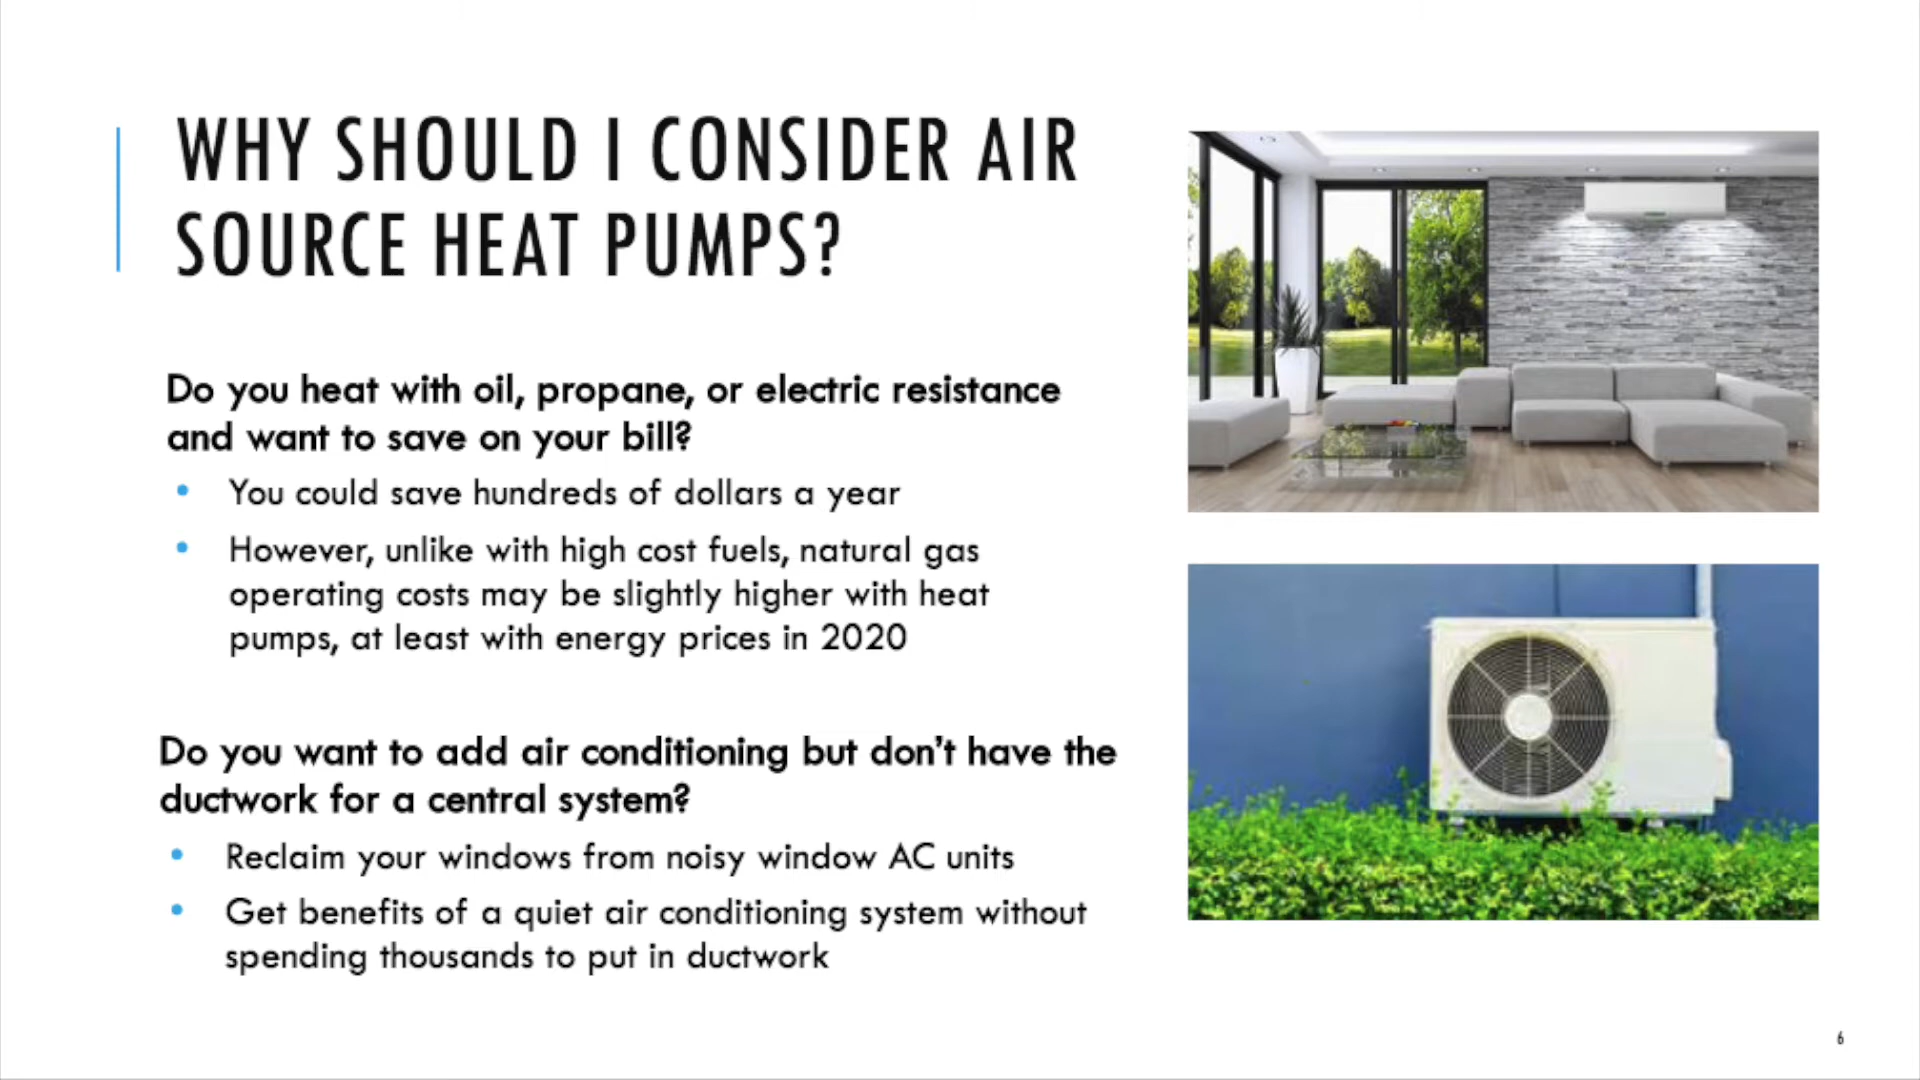 WHY SHOULD I CONSIDER AIR
SOURCE HEAT PUMPS?
Do you heat with oil, propane, or electric resistance
and want to save on your bill?
• You could save hundreds of dollars a year
• However, unlike with high cost fuels, natural gas
operating costs may be slightly higher with heat
pumps, at least with energy prices in 2020
Do you want to add air conditioning but don't have the
ductwork for a central system?
• Reclaim your windows from noisy window AC units
• Get benefits of a quiet air conditioning system without
spending thousands to put in ductwork
6